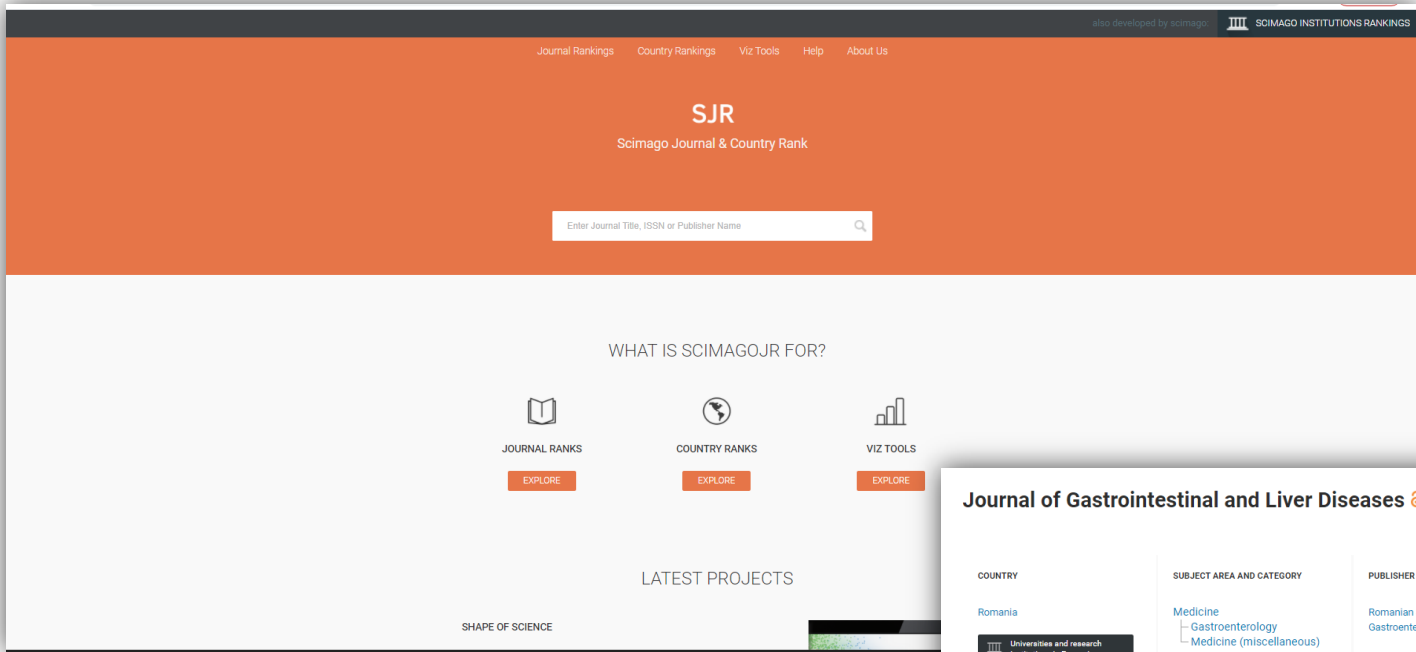 also developed by scimago:
SCIMAGO INSTITUTIONS RANKINGS
Journal Rankings Country Rankings Viz Tools Help About Us
SJR
Scimago Journal & Country Rank
Enter Journal Title, ISSN or Publisher Name
WHAT IS SCIMAGOJR FOR?
JOURNAL RANKS COUNTRY RANKS VIZ TOOLS
EXPLORE EXPLORE EXPLORE
LATEST PROJECTS
SHAPE OF SCIENCE
Journal of Gastrointestinal and Liver Diseases
COUNTRY
Romania
Universities and research
SUBJECT AREA AND CATEGORY
Medicine
Gastroenterology
Medicine (miscellaneous)
PUBLISHER
Romanian
Gastroente